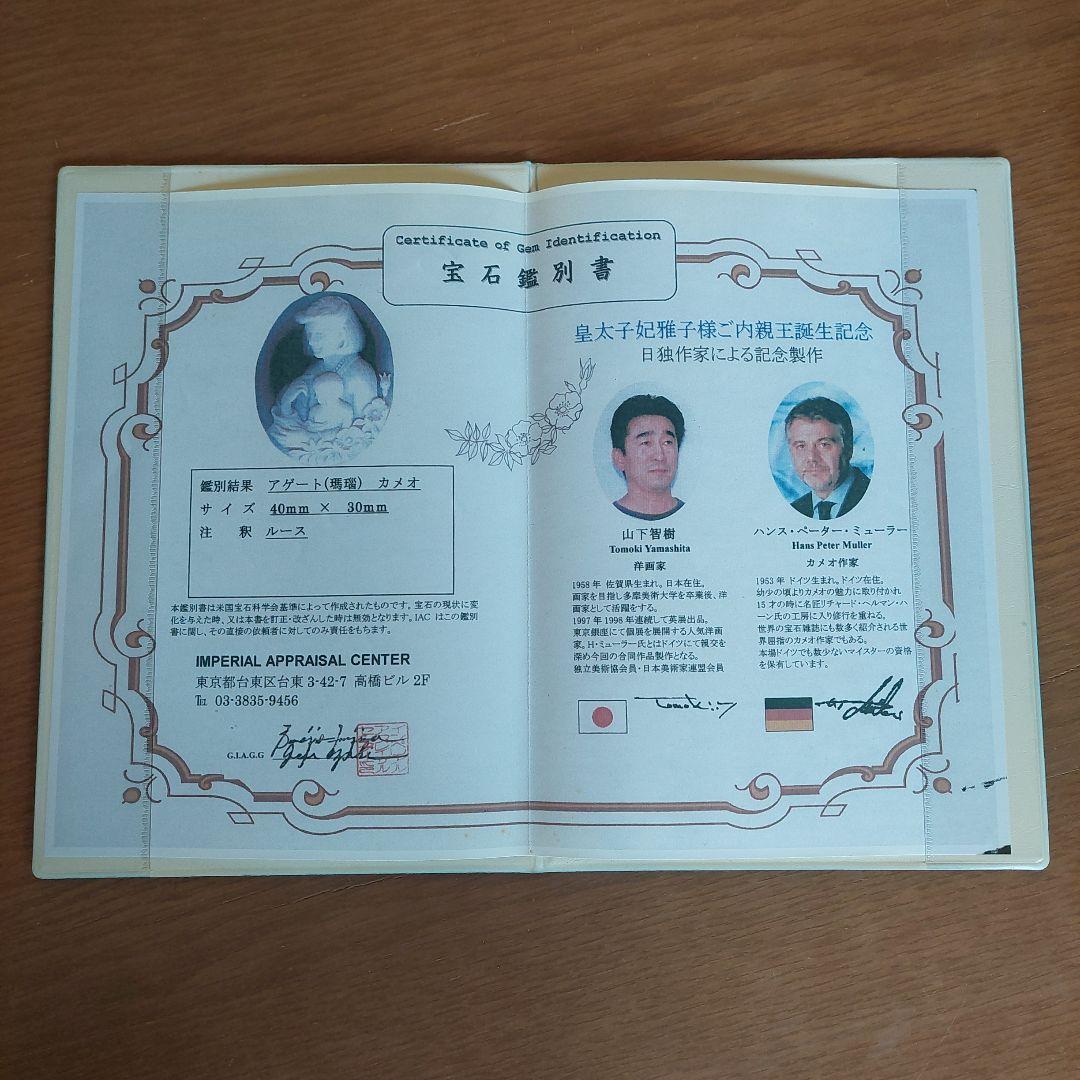 Certificate of Gem Identification
宝石鑑別書
鑑別結果 アゲート(瑪瑙) カメオ
サイズ 40mm × 30mm
注 釈 ルース
本鑑別書は米国宝石科学会基準によって作成されたものです。宝石の現状に変
化を与えた時、又は本書を訂正・改ざんした時は無効となります。IAC はこの鑑別
書に関し、その直接の依頼者に対してのみ責任をもちます。
IMPERIAL APPRAISAL CENTER
東京都台東区台東 3-42-7 高橋ビル 2F
℡ 03-3835-9456
G.I.A.G.G
皇太子妃雅子様ご内親王誕生記念
日独作家による記念製作
山下智樹
Tomoki Yamashita
洋画家
1958 年 佐賀県生まれ。日本在住。
画家を目指し多摩美術大学を卒業後、洋
画家として活躍をする。
1997 年 1998 年連続して英展出品。
東京銀座にて個展を展開する人気洋画
家。H・ミューラー氏とはドイツにて親交を
深め今回の合同作品製作となる。
独立美術協会員・日本美術家連盟会員
ハンス・ペーター・ミューラー
Hans Peter Muller
カメオ作家
1953 年 ドイツ生まれ。ドイツ在住。
幼少の頃よりカメオの魅力に取り付かれ
15 才の時に名匠リチャード・ヘルマン・ハ
ーン氏の工房に入り修行を重ねる。
世界の宝石雑誌にも数多く紹介される世
界屈指のカメオ作家でもある。
本場ドイツでも数少ないマイスターの資格
を保有しています。